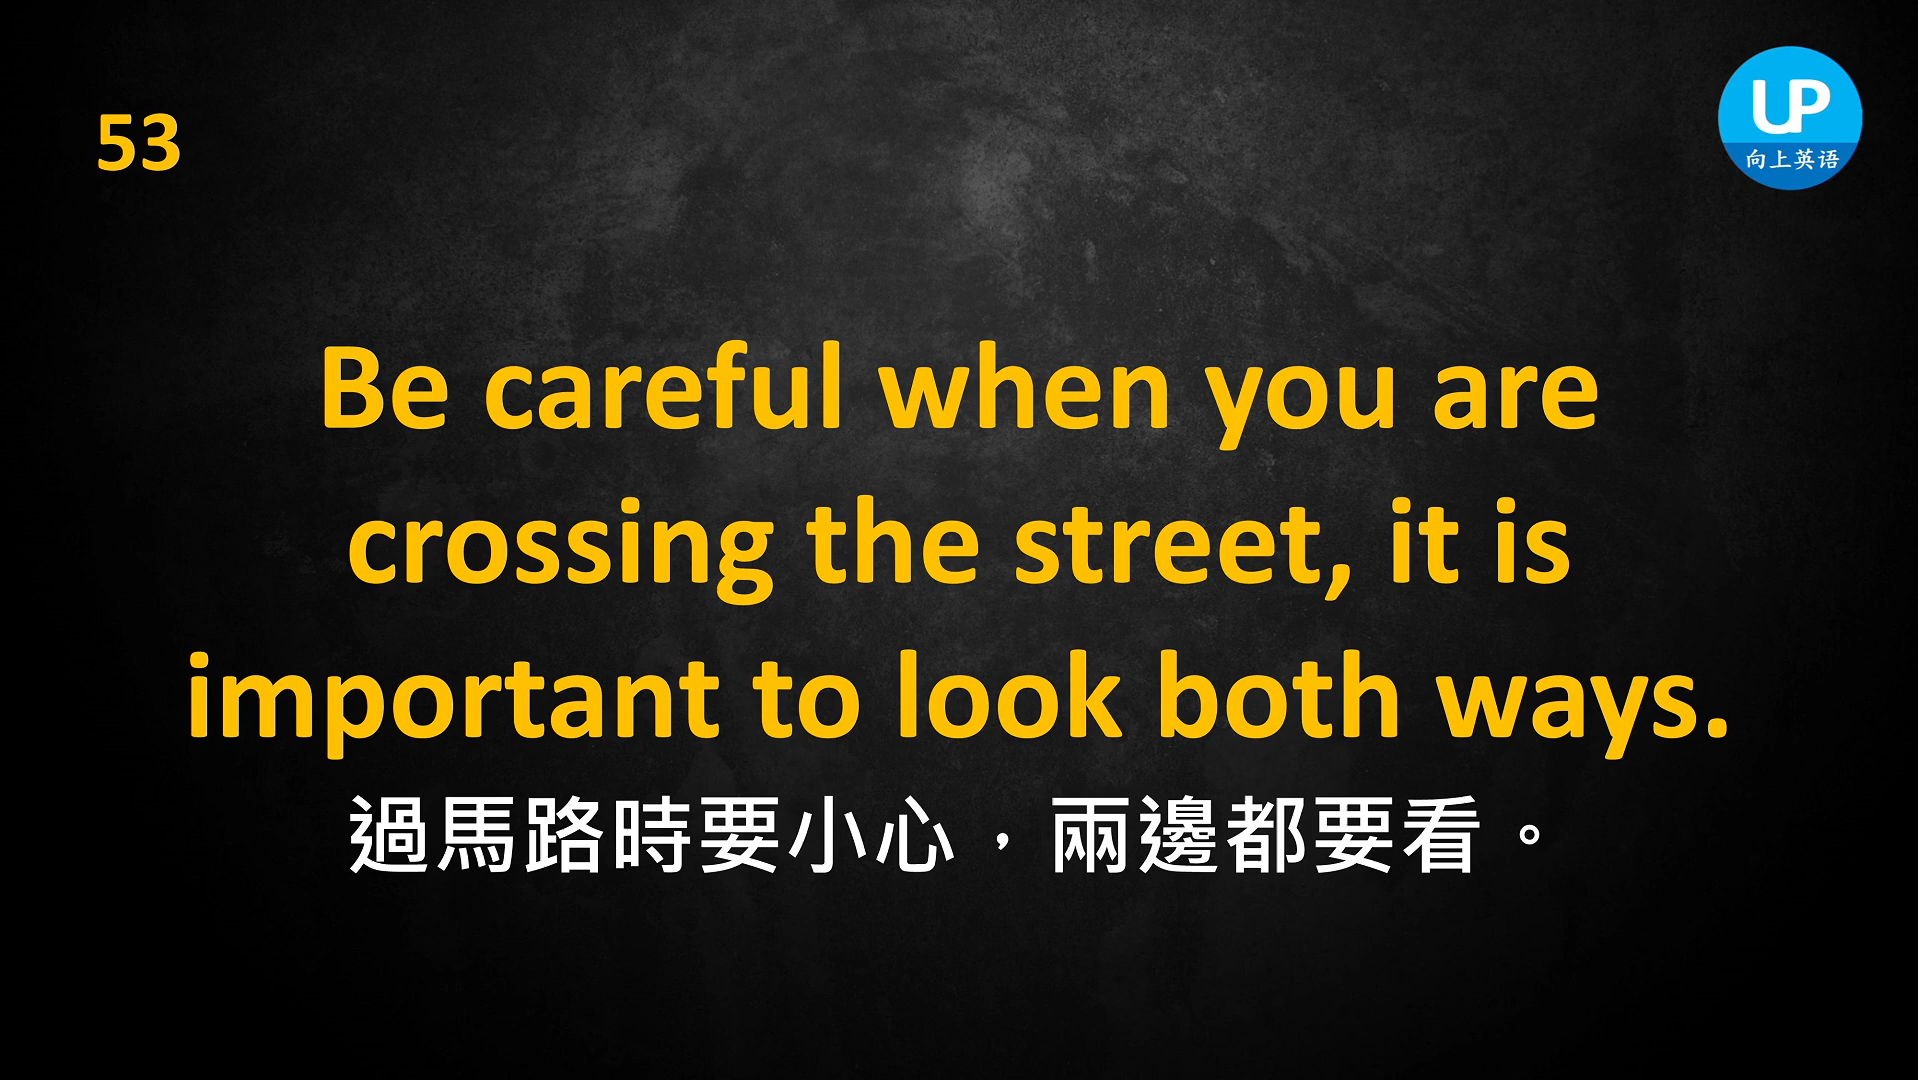 53
UP
向上英语
Be careful when you are
crossing the street, it is
important to look both ways.
過馬路時要小心，兩邊都要看。